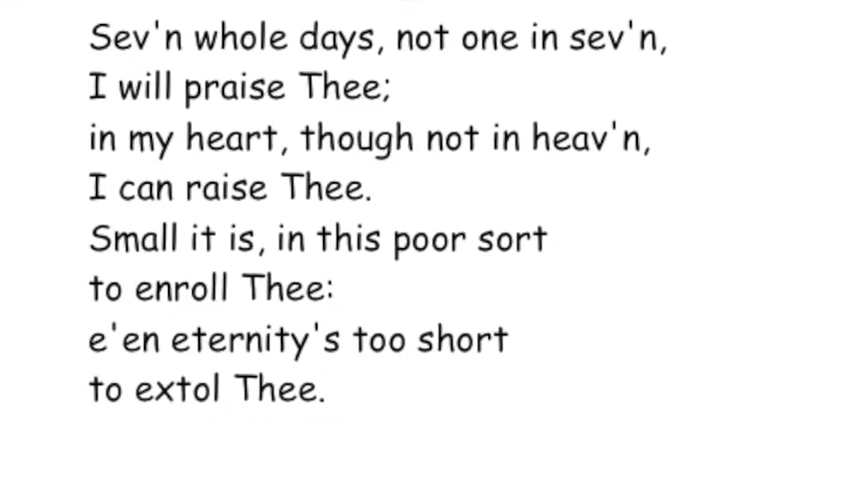 Sev'n whole days, not one in sev'n,
I will praise Thee;
in my heart, though not in heav'n,
I can raise Thee.
Small it is, in this poor sort
to enroll Thee:
e'en eternity's too short
to extol Thee.